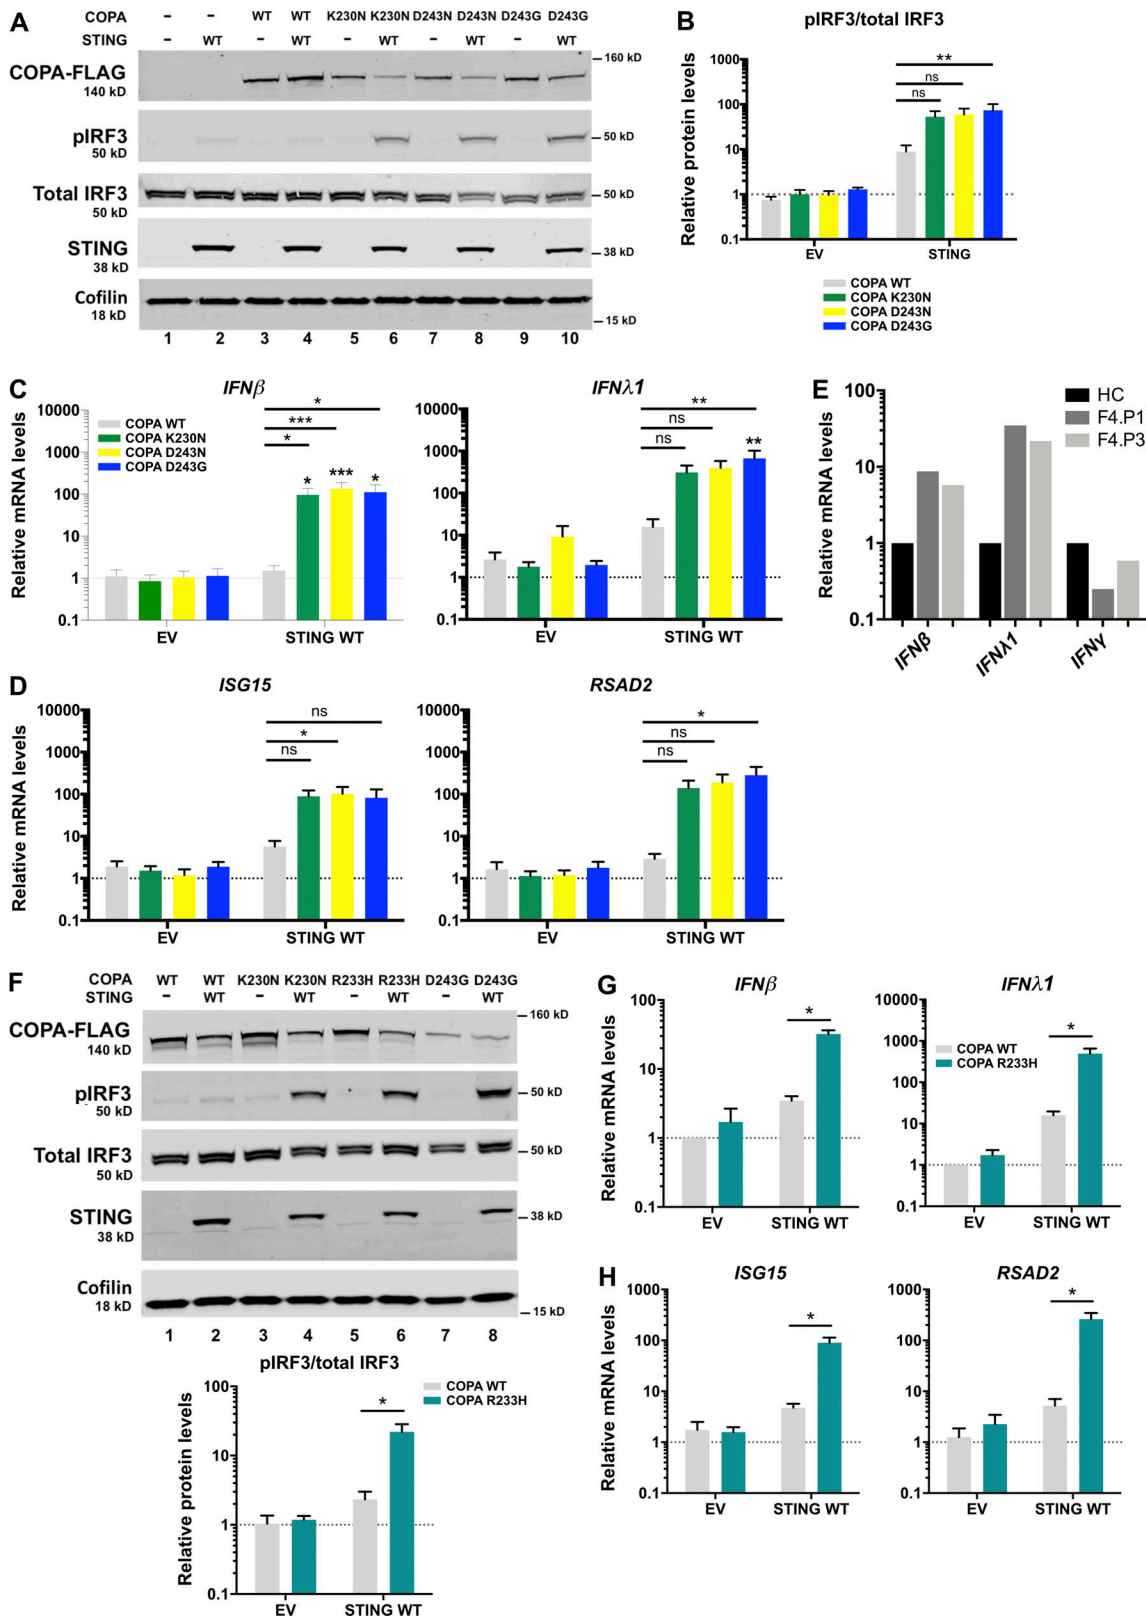 A
COPA - - WT WT K230N K230N D243N D243N D243G D243G
STING - WT - WT - WT - WT - WT
COPA-FLAG
140 kD
160 kD
pIRF3
50 kD
50 kD
Total IRF3
50 kD
50 kD
STING
38 kD
38 kD
Cofilin
18 kD
15 kD
1 2 3 4 5 6 7 8 9 10
B
pIRF3/total IRF3
Relative protein levels
1000
100
10
1
0.1
**
ns
ns
EV STING
COPA WT
COPA K230N
COPA D243N
COPA D243G
C
IFNβ
Relative mRNA levels
10000
1000
100
10
1
0.1
COPA WT
COPA K230N
COPA D243N
COPA D243G
*
***
*
* *** *
EV STING WT
IFNλ1
10000
1000
100
10
1
0.1
**
ns
ns
**
EV STING WT
E
Relative mRNA levels
100
10
1
0.1
HC
F4.P1
F4.P3
IFNβ IFNλ1 IFNγ
D
ISG15
Relative mRNA levels
10000
1000
100
10
1
0.1
ns
*
ns
EV STING WT
RSAD2
10000
1000
100
10
1
0.1
*
ns
ns
EV STING WT
F
COPA WT WT K230N K230N R233H R233H D243G D243G
STING - WT - WT - WT - WT
COPA-FLAG
140 kD
160 kD
pIRF3
50 kD
50 kD
Total IRF3
50 kD
50 kD
STING
38 kD
38 kD
Cofilin
18 kD
15 kD
1 2 3 4 5 6 7 8
pIRF3/total IRF3
Relative protein levels
100
10
1
0.1
*
COPA WT
COPA R233H
EV STING WT
G
IFNβ
Relative mRNA levels
100
10
1
0.1
*
EV STING WT
IFNλ1
10000
1000
100
10
1
0.1
COPA WT
COPA R233H
*
EV STING WT
H
ISG15
Relative mRNA levels
1000
100
10
1
0.1
*
EV STING WT
RSAD2
1000
100
10
1
0.1
*
EV STING WT